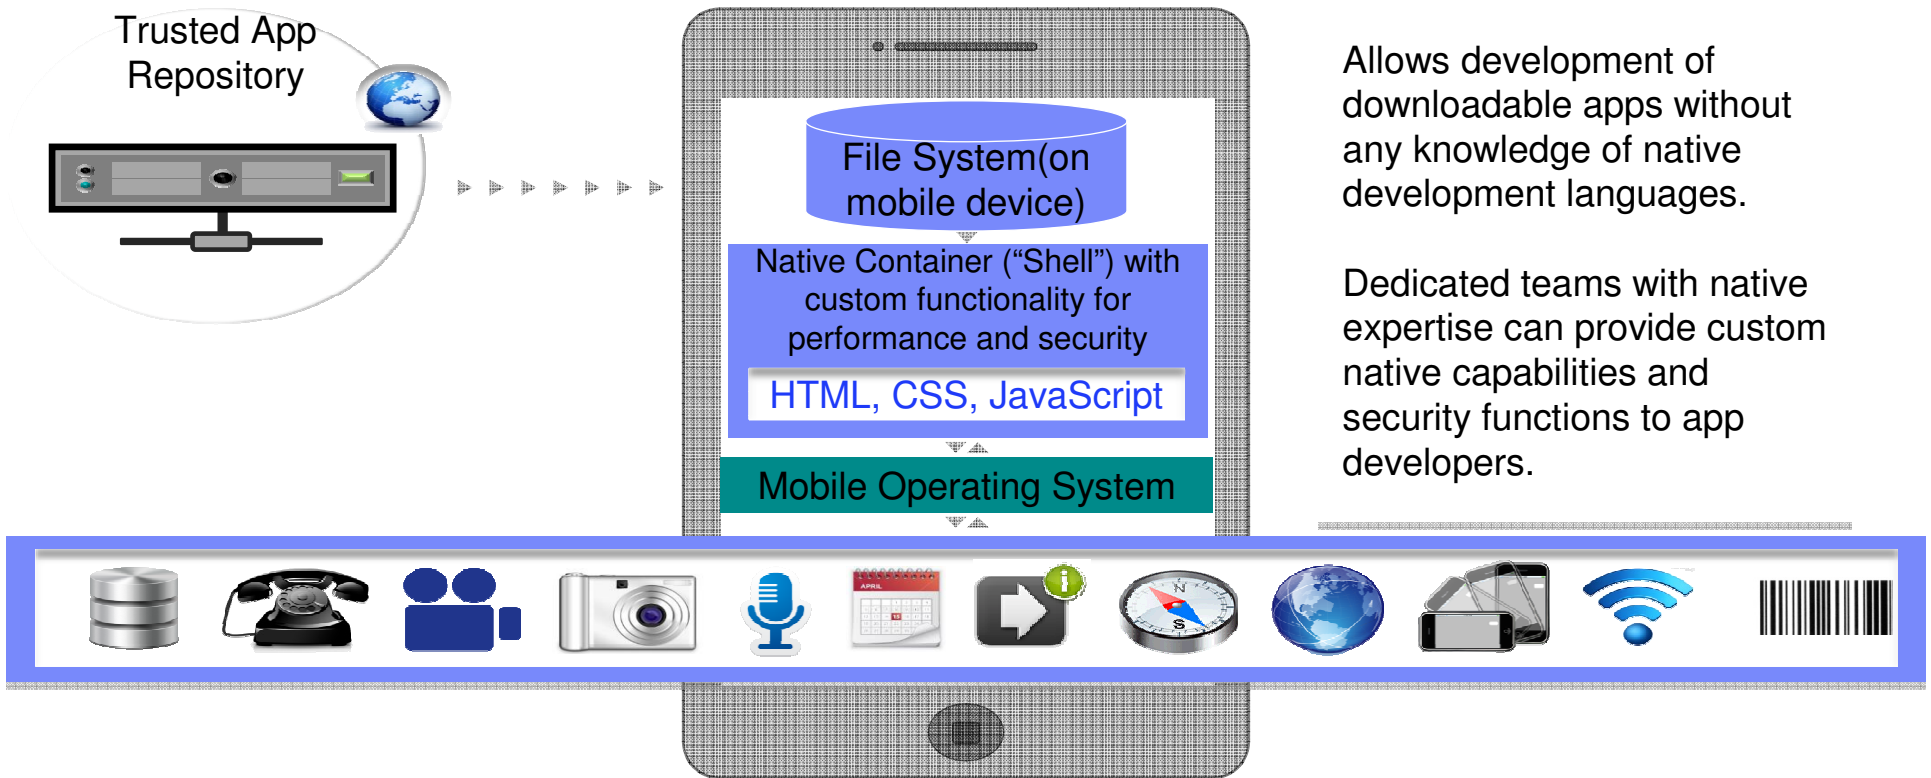 Trusted App
Repository
File System(on
mobile device)
Native Container (“Shell”) with
custom functionality for
performance and security
HTML, CSS, JavaScript
Mobile Operating System
Allows development of
downloadable apps without
any knowledge of native
development languages.
Dedicated teams with native
expertise can provide custom
native capabilities and
security functions to app
developers.
APRIL
i
N
S